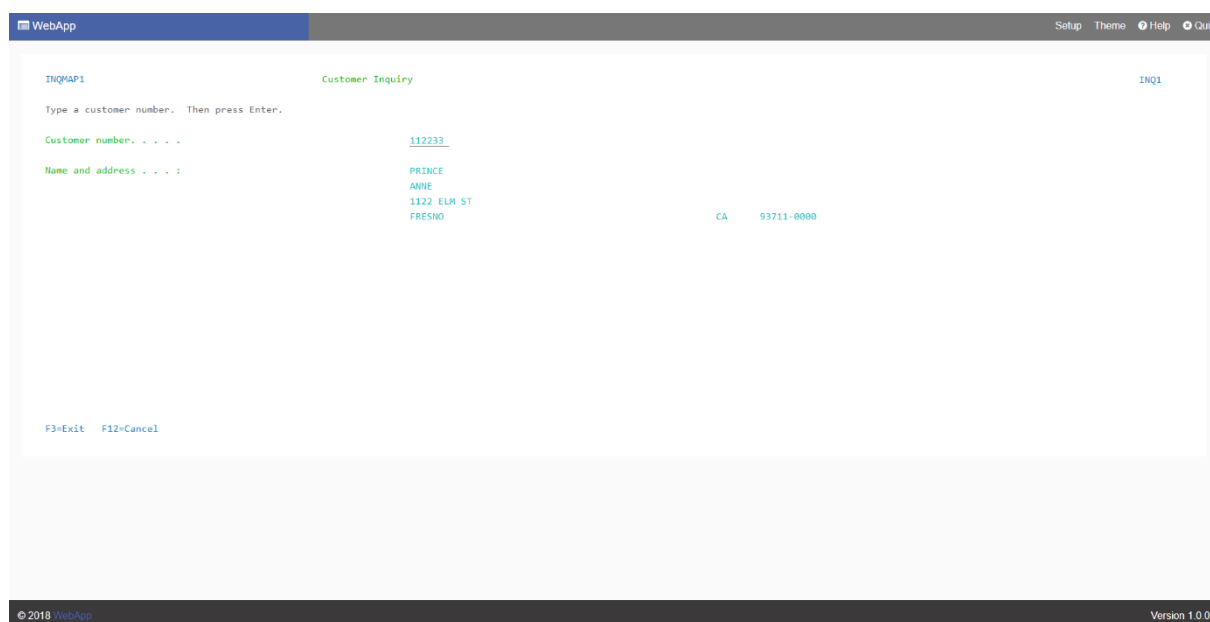 WebApp Setup Theme Help
INQMAP1 Customer Inquiry INQ1
Type a customer number. Then press Enter.
Customer number. . . . . 112233
Name and address . . . : PRINCE
ANNE
1122 ELM ST
FRESNO CA 93711-0000
F3=Exit F12=Cancel
© 2018 WebApp Version 1.0.0